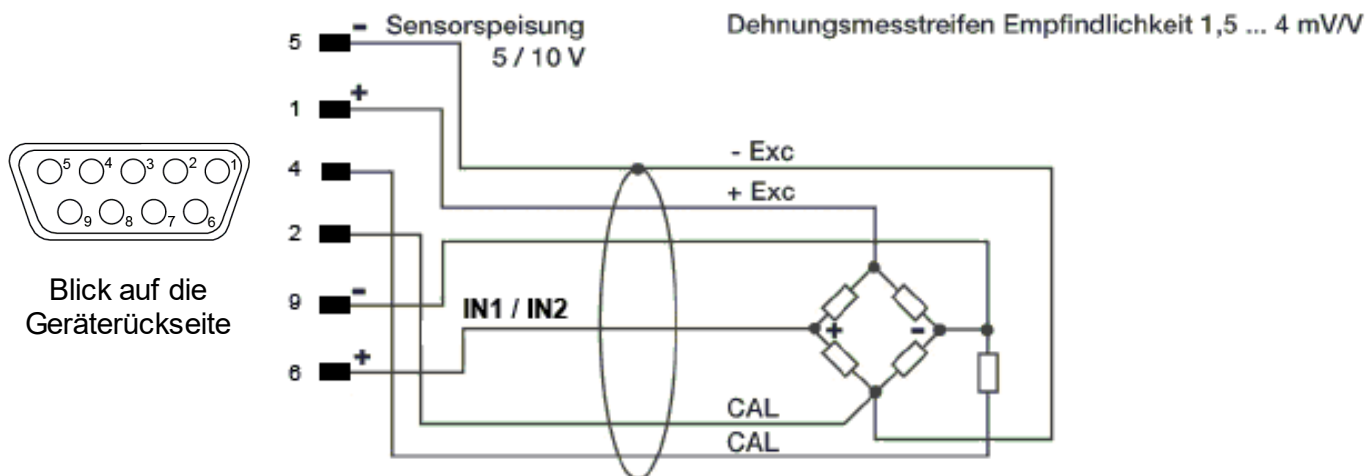 Sensorspeisung
5 / 10 V
Dehnungsmesstreifen Empfindlichkeit 1,5 ... 4 mV/V
5 -
1 +
4
2
9 -
6 +
- Exc
+ Exc
IN1 / IN2
+ -
CAL
CAL
5 4 3 2 1
9 8 7 6
Blick auf die
Geräterückseite